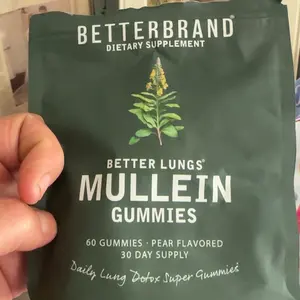 BETTERBRAND®
DIETARY SUPPLEMENT
BETTER LUNGS®
MULLEIN
GUMMIES
60 GUMMIES · PEAR FLAVORED
30 DAY SUPPLY
Daily Lung Detox Super Gummies